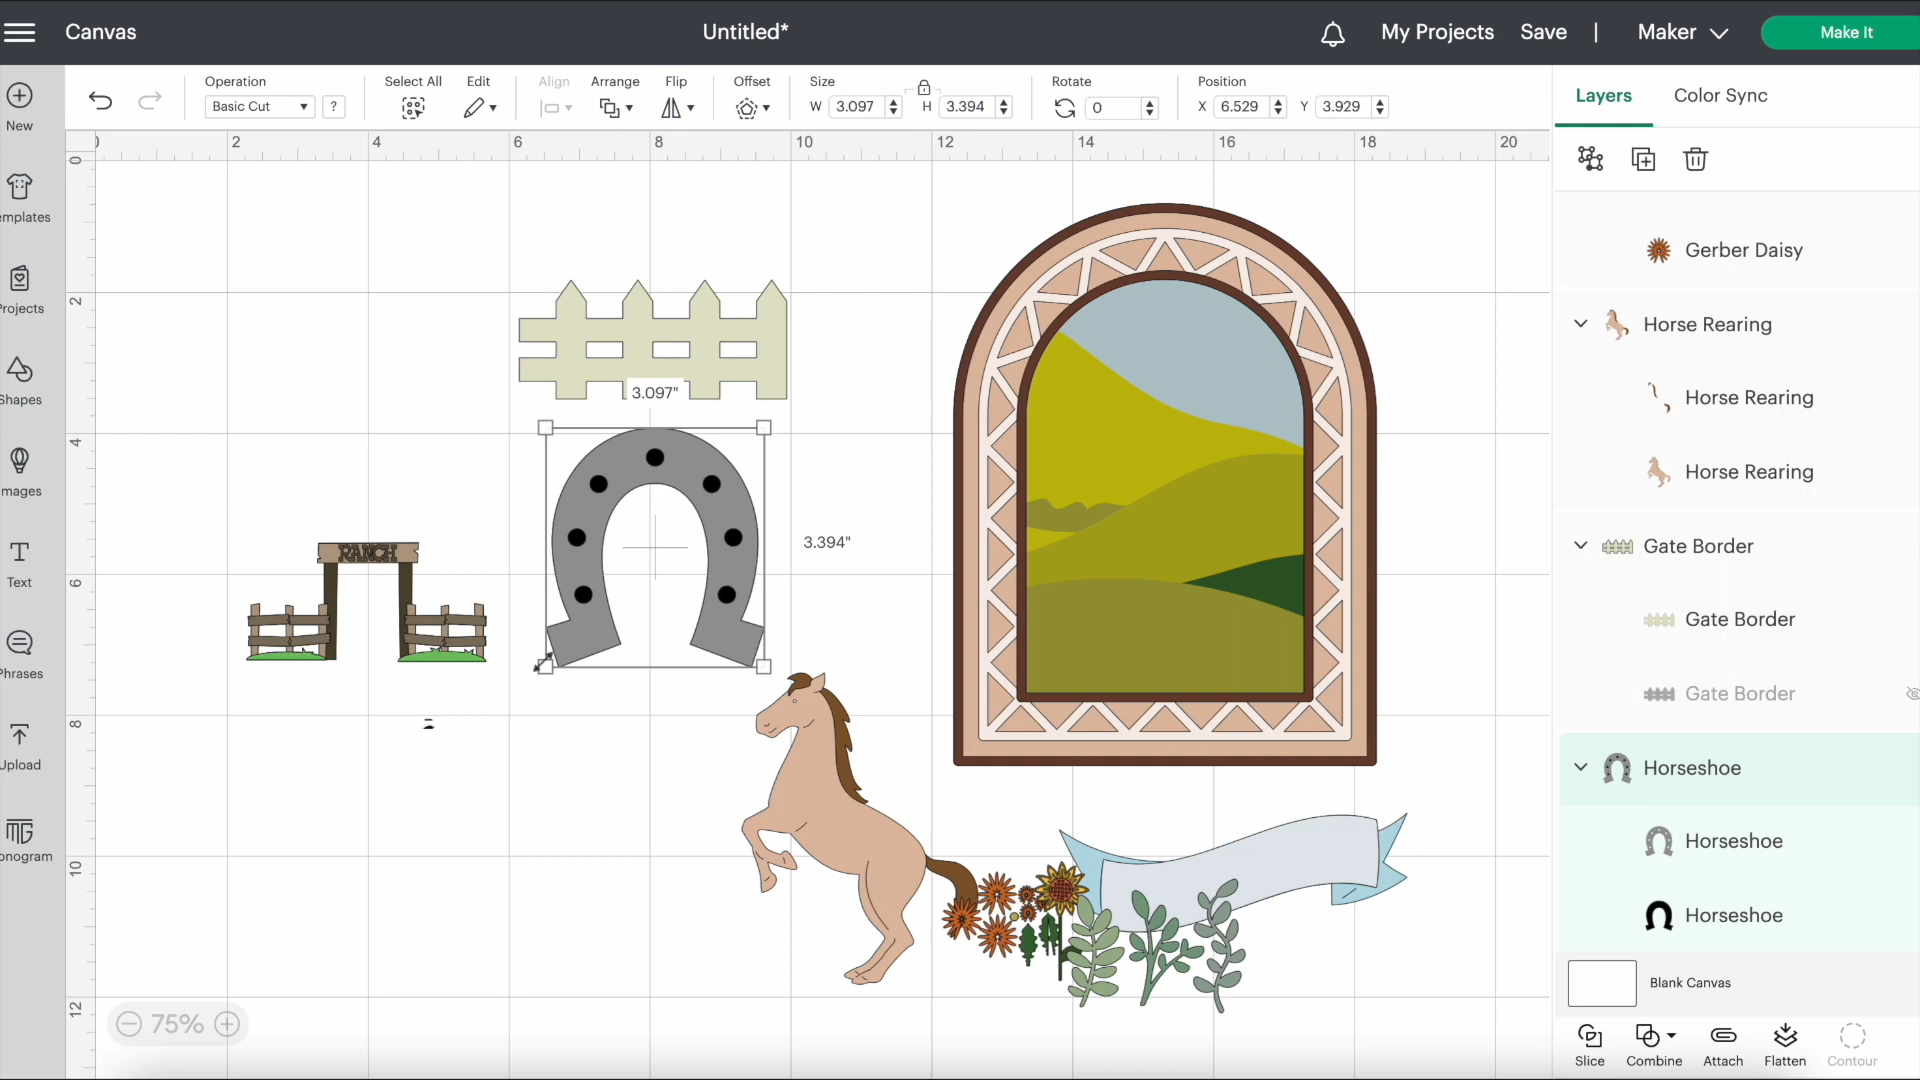 Canvas
Untitled*
My Projects
Save
|
Maker
Make It
Operation
Basic Cut
?
Select All
Edit
Align
Arrange
Flip
Offset
Size
W 3.097
H 3.394
Rotate
0
Position
X 6.529
Y 3.929
Layers
Color Sync
New
emplates
rojects
hapes
mages
Text
hrases
pload
onogram
0 2 4 6 8 10 12 14 16 18 20
0
2
4
6
8
10
12
3.097"
3.394"
RANCH
75%
Gerber Daisy
Horse Rearing
Horse Rearing
Horse Rearing
Gate Border
Gate Border
Gate Border
Horseshoe
Horseshoe
Horseshoe
Blank Canvas
Slice
Combine
Attach
Flatten
Contour